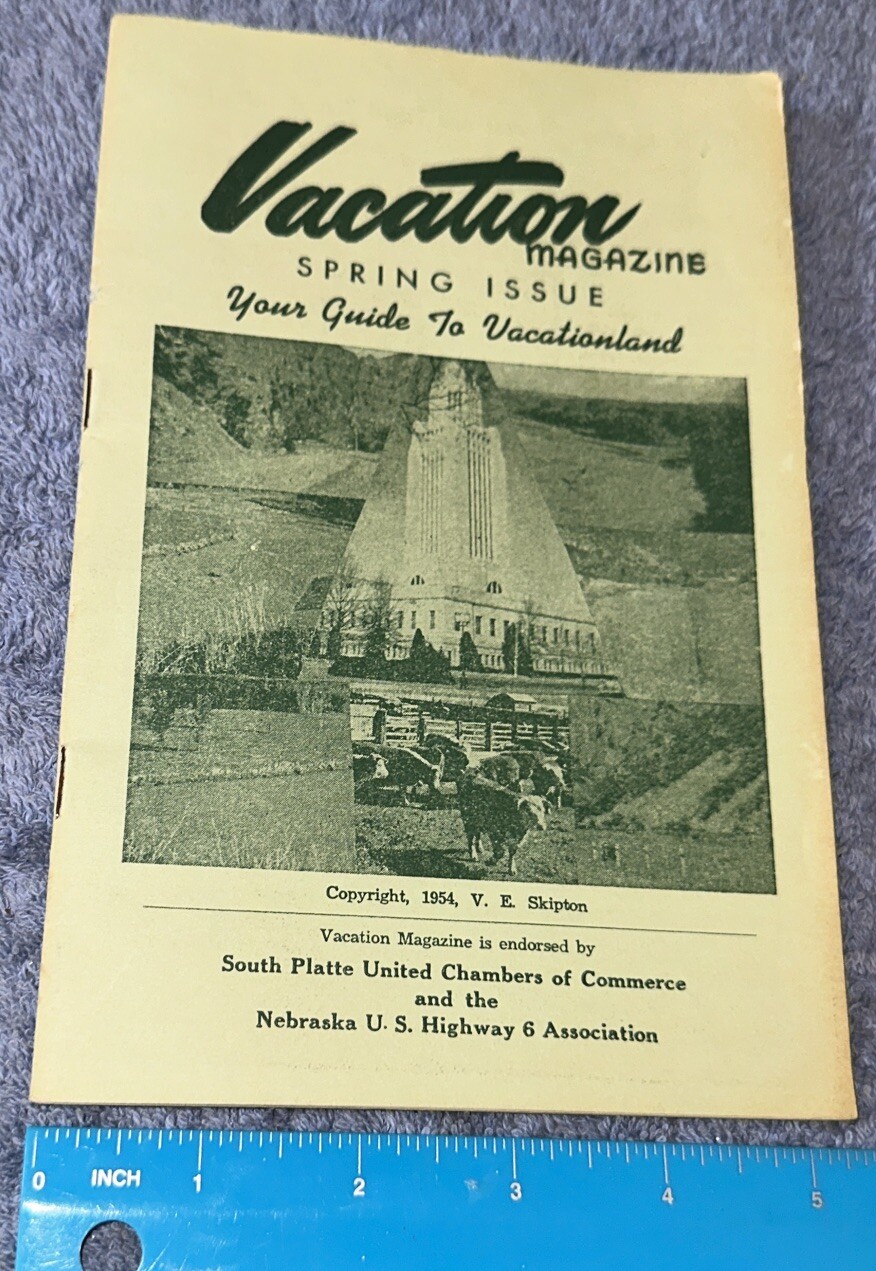 Vacation
MAGAZINE
SPRING ISSUE
Your Guide To Vacationland
Copyright, 1954, V. E. Skipton
Vacation Magazine is endorsed by
South Platte United Chambers of Commerce
and the
Nebraska U. S. Highway 6 Association
0 INCH 1 2 3 4 5